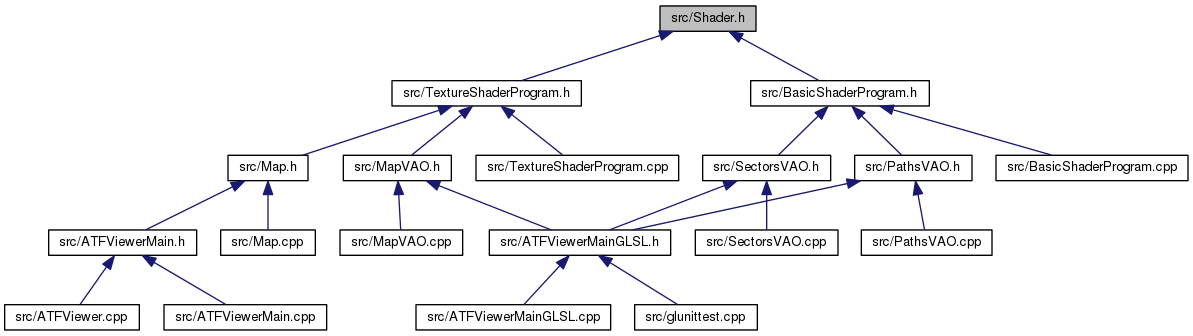 src/Shader.h
src/TextureShaderProgram.h
src/BasicShaderProgram.h
src/Map.h
src/MapVAO.h
src/TextureShaderProgram.cpp
src/SectorsVAO.h
src/PathsVAO.h
src/BasicShaderProgram.cpp
src/ATFViewerMain.h
src/Map.cpp
src/MapVAO.cpp
src/ATFViewerMainGLSL.h
src/SectorsVAO.cpp
src/PathsVAO.cpp
src/ATFViewer.cpp
src/ATFViewerMain.cpp
src/ATFViewerMainGLSL.cpp
src/glunittest.cpp